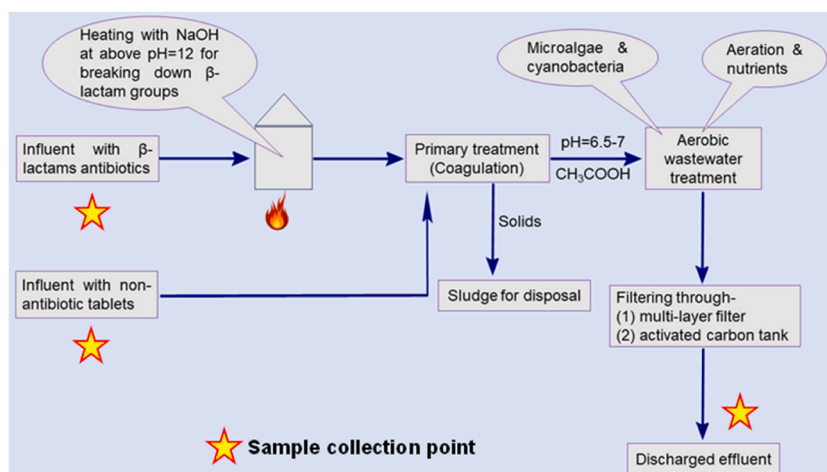 Heating with NaOH
at above pH=12 for
breaking down β-
lactam groups
Microalgae &
cyanobacteria
Aeration &
nutrients
Influent with β-
lactams antibiotics
Primary treatment
(Coagulation)
pH=6.5-7
CH₃COOH
Aerobic
wastewater
treatment
Solids
Influent with non-
antibiotic tablets
Sludge for disposal
Filtering through-
(1) multi-layer filter
(2) activated carbon tank
Sample collection point
Discharged effluent